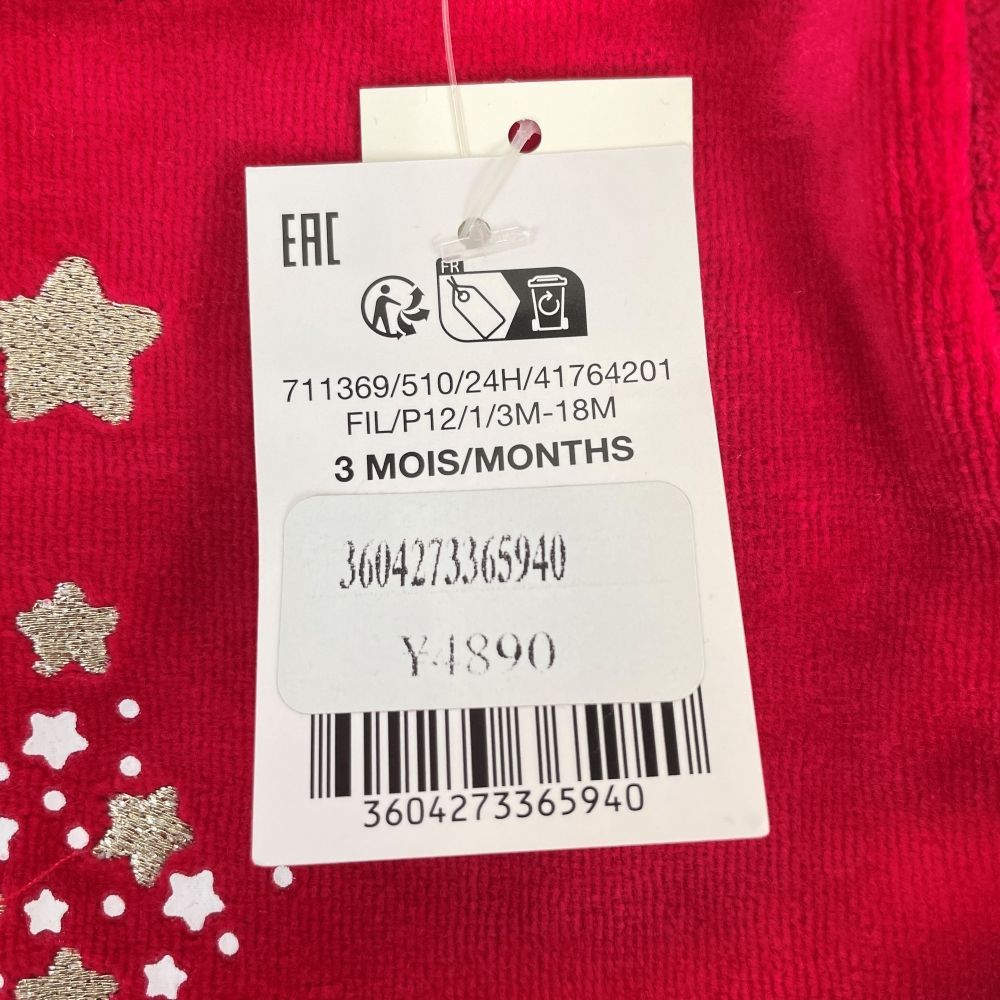 EAC
FR
711369/510/24H/41764201
FIL/P12/1/3M-18M
3 MOIS/MONTHS
3604273365940
¥4890
3604273365940